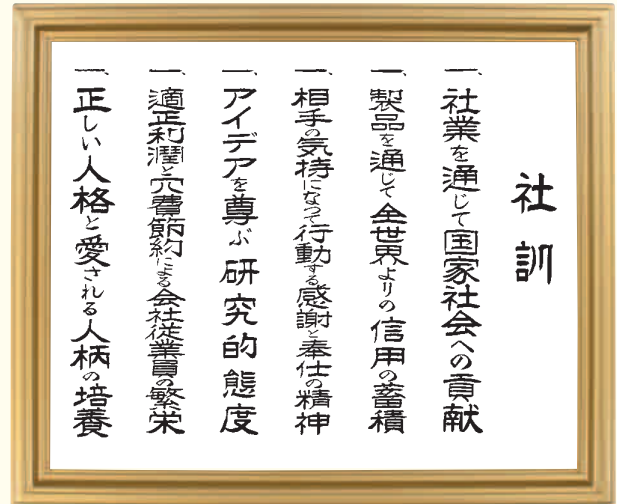 社訓
一、社業を通じて国家社会への貢献
一、製品を通じて全世界よりの信用の蓄積
一、相手の気持になって行動する感謝と奉仕の精神
一、アイデアを尊ぶ研究的態度
一、適正利潤と冗費節約による会社従業員の繁栄
一、正しい人格と愛される人柄の培養